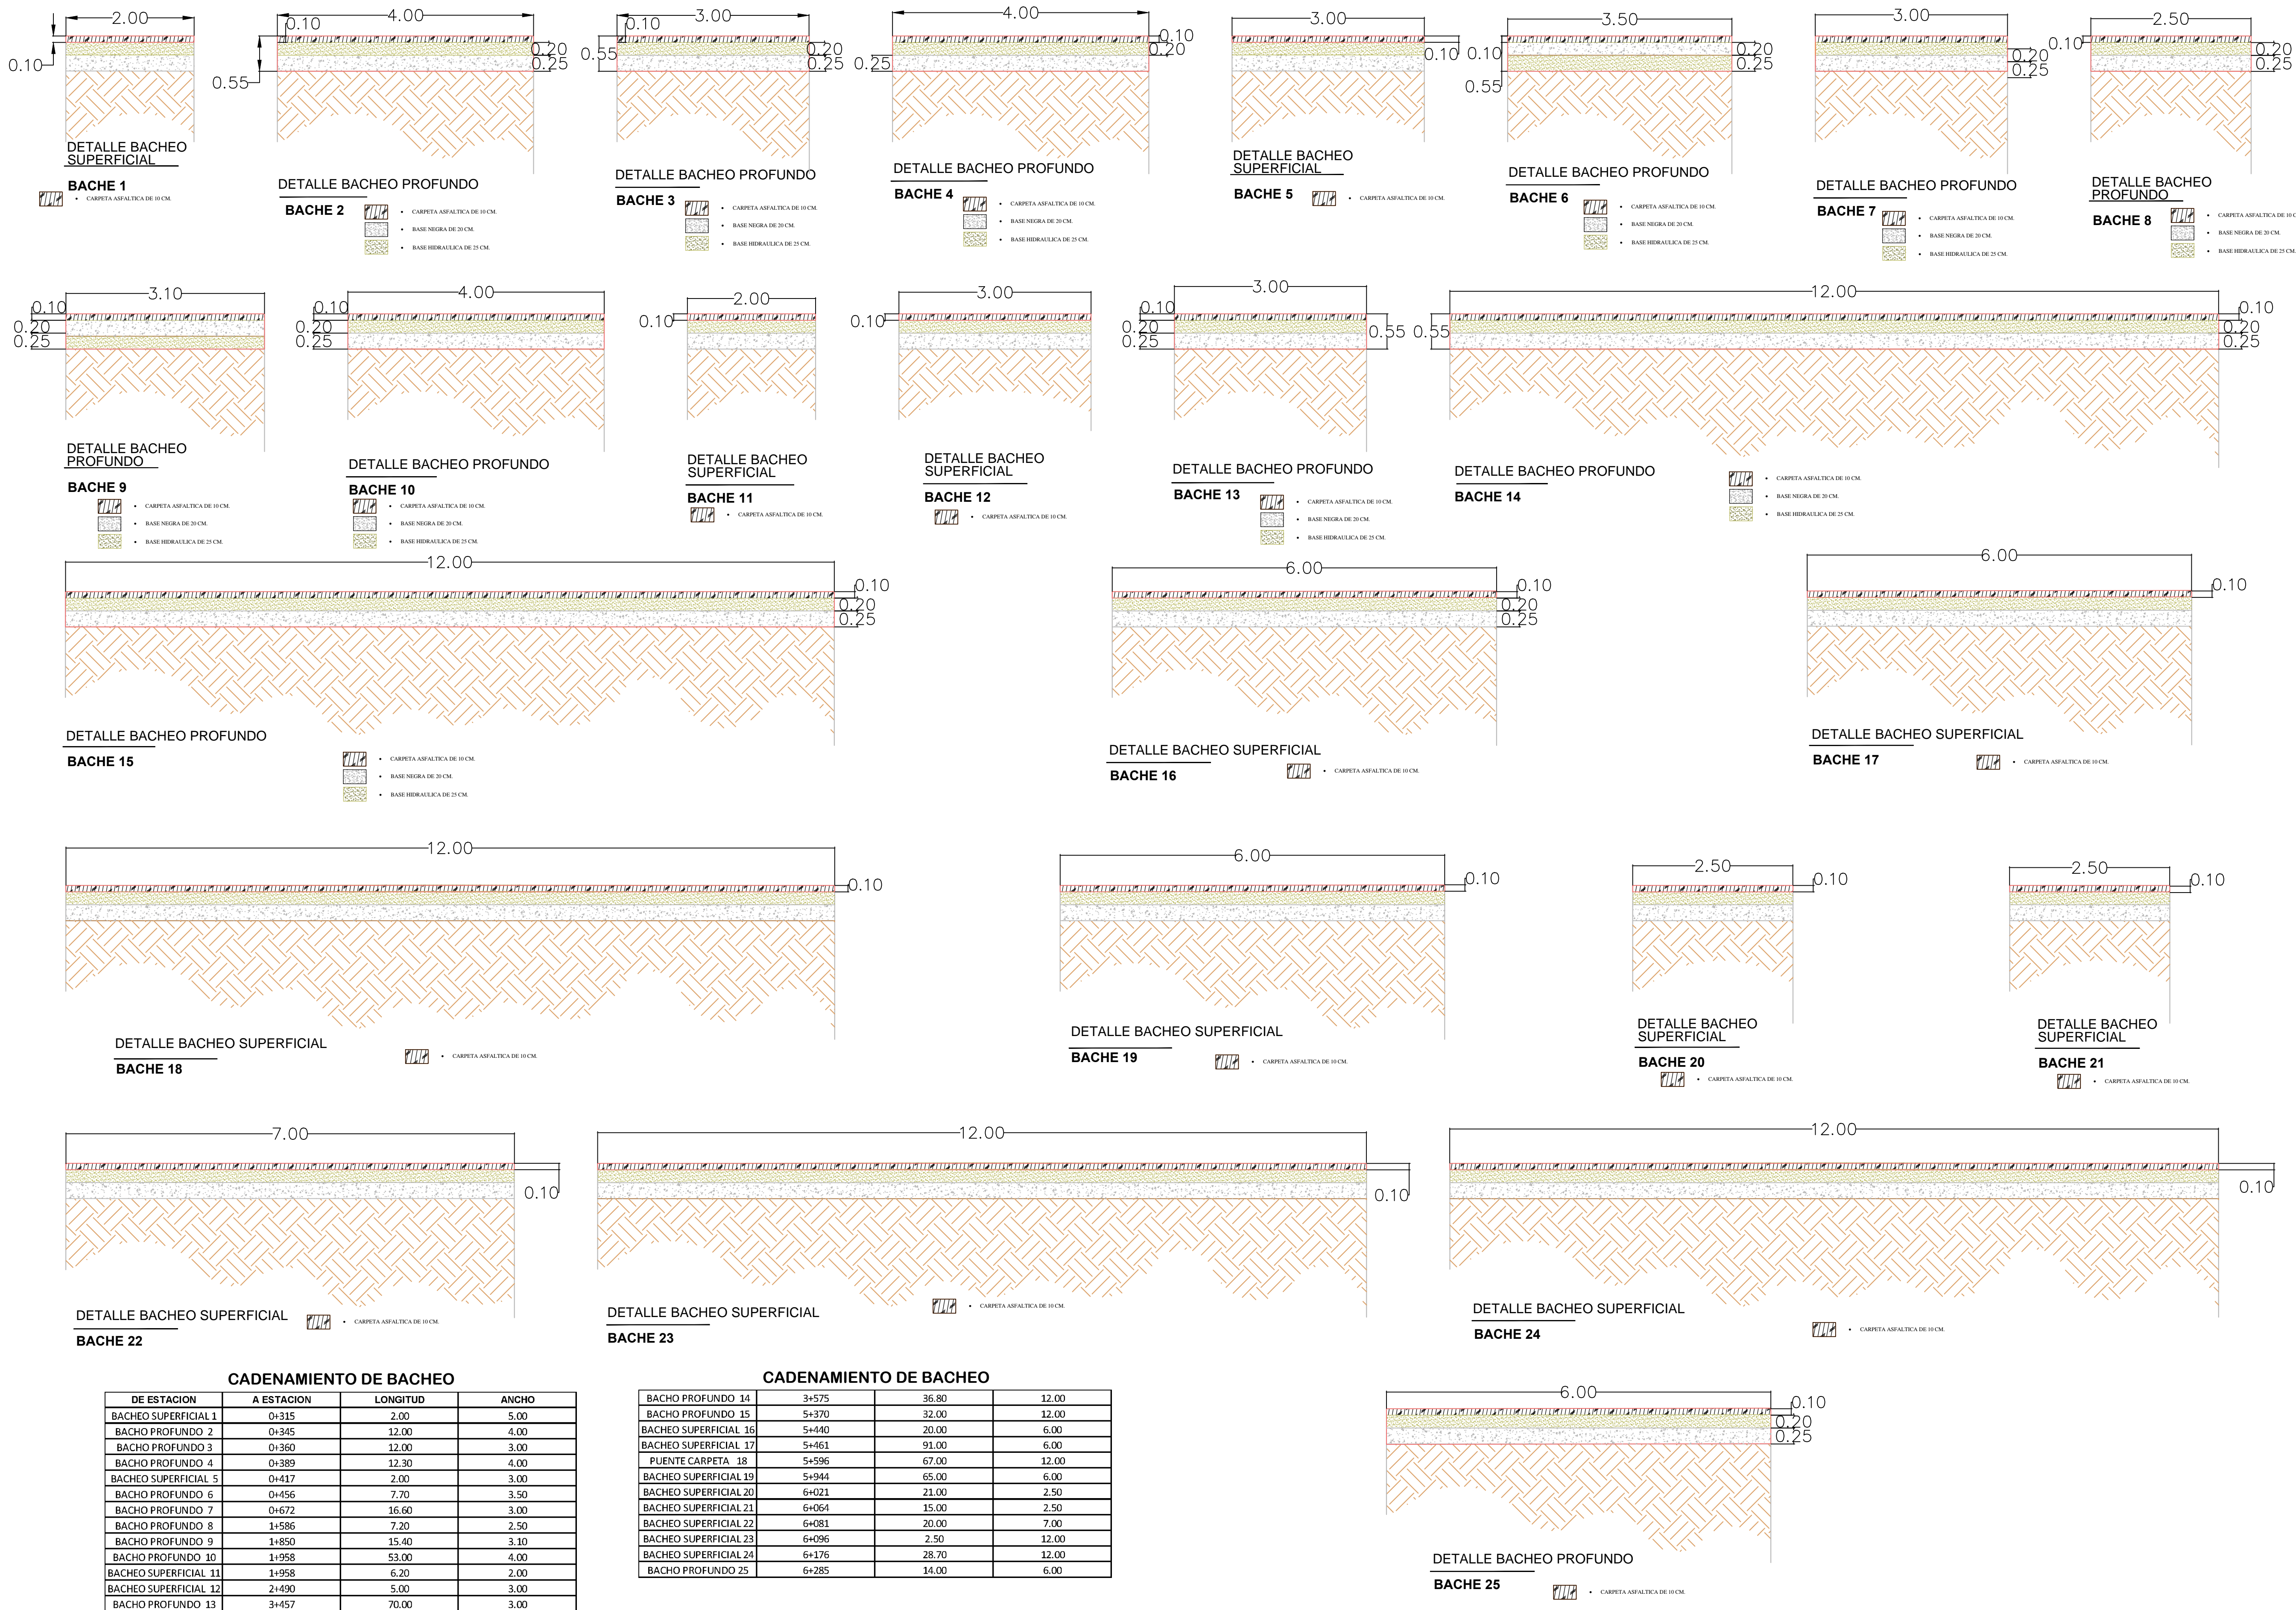 2.00
0.10
DETALLE BACHEO
SUPERFICIAL
BACHE 1
• CARPETA ASFALTICA DE 10 CM.
4.00
0.10
0.20
0.25
0.55
DETALLE BACHEO PROFUNDO
BACHE 2
• CARPETA ASFALTICA DE 10 CM.
• BASE NEGRA DE 20 CM.
• BASE HIDRAULICA DE 25 CM.
3.00
0.10
0.55
0.20
0.25
DETALLE BACHEO PROFUNDO
BACHE 3
• CARPETA ASFALTICA DE 10 CM.
• BASE NEGRA DE 20 CM.
• BASE HIDRAULICA DE 25 CM.
4.00
0.10
0.20
0.25
DETALLE BACHEO PROFUNDO
BACHE 4
• CARPETA ASFALTICA DE 10 CM.
• BASE NEGRA DE 20 CM.
• BASE HIDRAULICA DE 25 CM.
3.00
0.10
DETALLE BACHEO
SUPERFICIAL
BACHE 5
• CARPETA ASFALTICA DE 10 CM.
3.50
0.10
0.20
0.25
0.55
DETALLE BACHEO PROFUNDO
BACHE 6
• CARPETA ASFALTICA DE 10 CM.
• BASE NEGRA DE 20 CM.
• BASE HIDRAULICA DE 25 CM.
3.00
0.20
0.25
DETALLE BACHEO PROFUNDO
BACHE 7
• CARPETA ASFALTICA DE 10 CM.
• BASE NEGRA DE 20 CM.
• BASE HIDRAULICA DE 25 CM.
2.50
0.10
0.20
0.25
DETALLE BACHEO
PROFUNDO
BACHE 8
• CARPETA ASFALTICA DE 10 C
• BASE NEGRA DE 20 CM.
• BASE HIDRAULICA DE 25 CM.
3.10
0.10
0.20
0.25
DETALLE BACHEO
PROFUNDO
BACHE 9
• CARPETA ASFALTICA DE 10 CM.
• BASE NEGRA DE 20 CM.
• BASE HIDRAULICA DE 25 CM.
4.00
0.10
0.20
0.25
DETALLE BACHEO PROFUNDO
BACHE 10
• CARPETA ASFALTICA DE 10 CM.
• BASE NEGRA DE 20 CM.
• BASE HIDRAULICA DE 25 CM.
2.00
0.10
DETALLE BACHEO
SUPERFICIAL
BACHE 11
• CARPETA ASFALTICA DE 10 CM.
3.00
0.10
DETALLE BACHEO
SUPERFICIAL
BACHE 12
• CARPETA ASFALTICA DE 10 CM.
3.00
0.10
0.20
0.25
0.55
DETALLE BACHEO PROFUNDO
BACHE 13
• CARPETA ASFALTICA DE 10 CM.
• BASE NEGRA DE 20 CM.
• BASE HIDRAULICA DE 25 CM.
12.00
0.55
0.10
0.20
0.25
DETALLE BACHEO PROFUNDO
BACHE 14
• CARPETA ASFALTICA DE 10 CM.
• BASE NEGRA DE 20 CM.
• BASE HIDRAULICA DE 25 CM.
12.00
0.10
0.20
0.25
DETALLE BACHEO PROFUNDO
BACHE 15
• CARPETA ASFALTICA DE 10 CM.
• BASE NEGRA DE 20 CM.
• BASE HIDRAULICA DE 25 CM.
6.00
0.10
0.20
0.25
DETALLE BACHEO SUPERFICIAL
BACHE 16
• CARPETA ASFALTICA DE 10 CM.
6.00
0.10
DETALLE BACHEO SUPERFICIAL
BACHE 17
• CARPETA ASFALTICA DE 10 CM.
12.00
0.10
DETALLE BACHEO SUPERFICIAL
BACHE 18
• CARPETA ASFALTICA DE 10 CM.
6.00
0.10
DETALLE BACHEO SUPERFICIAL
BACHE 19
• CARPETA ASFALTICA DE 10 CM.
2.50
0.10
DETALLE BACHEO
SUPERFICIAL
BACHE 20
• CARPETA ASFALTICA DE 10 CM.
2.50
0.10
DETALLE BACHEO
SUPERFICIAL
BACHE 21
• CARPETA ASFALTICA DE 10 CM.
7.00
0.10
DETALLE BACHEO SUPERFICIAL
BACHE 22
• CARPETA ASFALTICA DE 10 CM.
12.00
0.10
DETALLE BACHEO SUPERFICIAL
BACHE 23
• CARPETA ASFALTICA DE 10 CM.
12.00
0.10
DETALLE BACHEO SUPERFICIAL
BACHE 24
• CARPETA ASFALTICA DE 10 CM.
CADENAMIENTO DE BACHEO
DE ESTACION A ESTACION LONGITUD ANCHO
BACHEO SUPERFICIAL 1 0+315 2.00 5.00
BACHO PROFUNDO 2 0+345 12.00 4.00
BACHO PROFUNDO 3 0+360 12.00 3.00
BACHO PROFUNDO 4 0+389 12.30 4.00
BACHEO SUPERFICIAL 5 0+417 2.00 3.00
BACHO PROFUNDO 6 0+456 7.70 3.50
BACHO PROFUNDO 7 0+672 16.60 3.00
BACHO PROFUNDO 8 1+586 7.20 2.50
BACHO PROFUNDO 9 1+850 15.40 3.10
BACHO PROFUNDO 10 1+958 53.00 4.00
BACHEO SUPERFICIAL 11 1+958 6.20 2.00
BACHEO SUPERFICIAL 12 2+490 5.00 3.00
BACHO PROFUNDO 13 3+457 70.00 3.00
CADENAMIENTO DE BACHEO
BACHO PROFUNDO 14 3+575 36.80 12.00
BACHO PROFUNDO 15 5+370 32.00 12.00
BACHEO SUPERFICIAL 16 5+440 20.00 6.00
BACHEO SUPERFICIAL 17 5+461 91.00 6.00
PUENTE CARPETA 18 5+596 67.00 12.00
BACHEO SUPERFICIAL 19 5+944 65.00 6.00
BACHEO SUPERFICIAL 20 6+021 21.00 2.50
BACHEO SUPERFICIAL 21 6+064 15.00 2.50
BACHEO SUPERFICIAL 22 6+081 20.00 7.00
BACHEO SUPERFICIAL 23 6+096 2.50 12.00
BACHEO SUPERFICIAL 24 6+176 28.70 12.00
BACHO PROFUNDO 25 6+285 14.00 6.00
6.00
0.10
0.20
0.25
DETALLE BACHEO PROFUNDO
BACHE 25
• CARPETA ASFALTICA DE 10 CM.